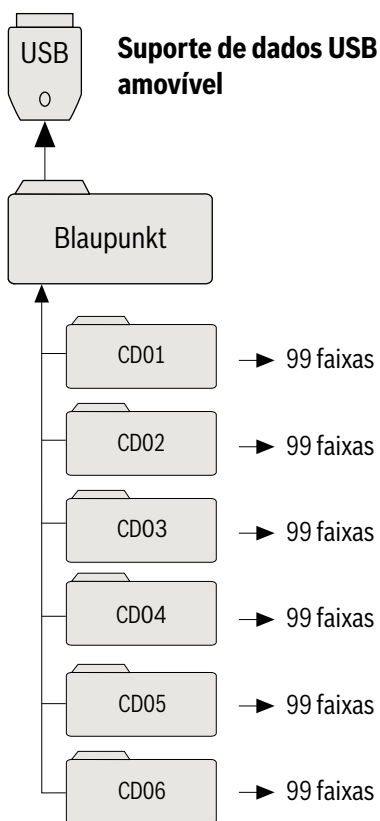 USB
Suporte de dados USB
amovível
Blaupunkt
CD01
99 faixas
CD02
99 faixas
CD03
99 faixas
CD04
99 faixas
CD05
99 faixas
CD06
99 faixas